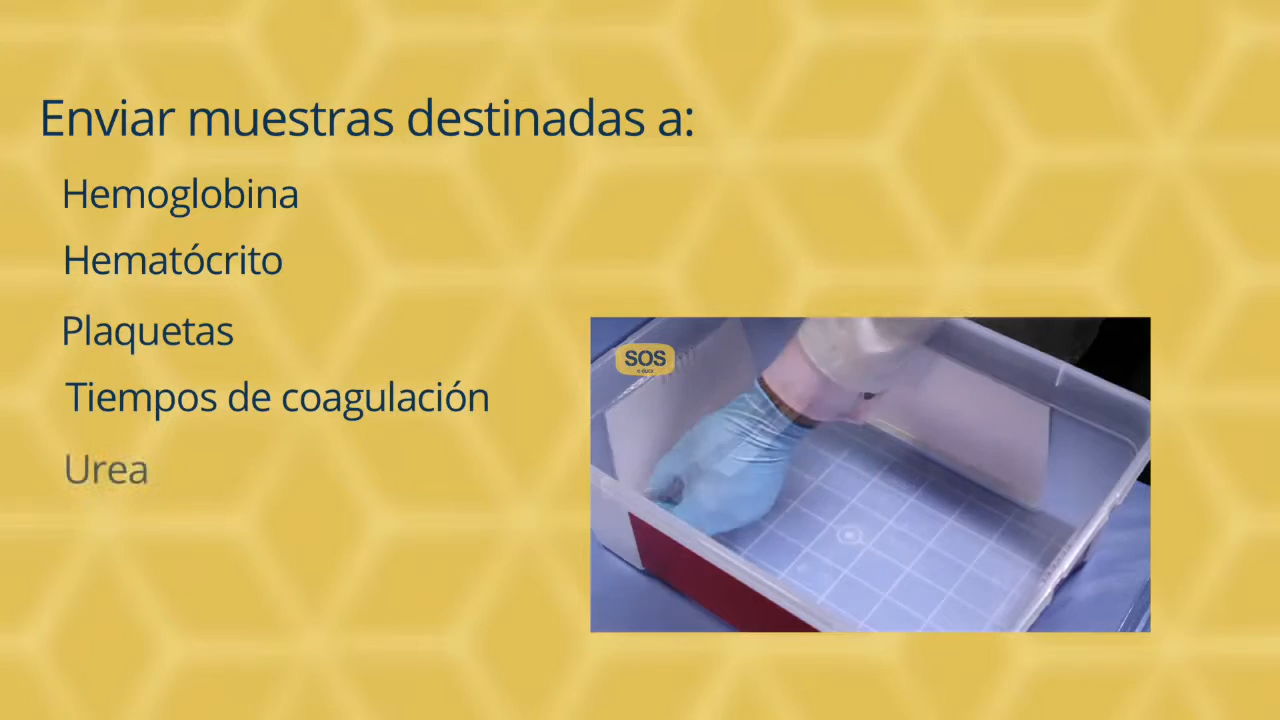 Enviar muestras destinadas a:
Hemoglobina
Hematócrito
Plaquetas
Tiempos de coagulación
Urea
SOS